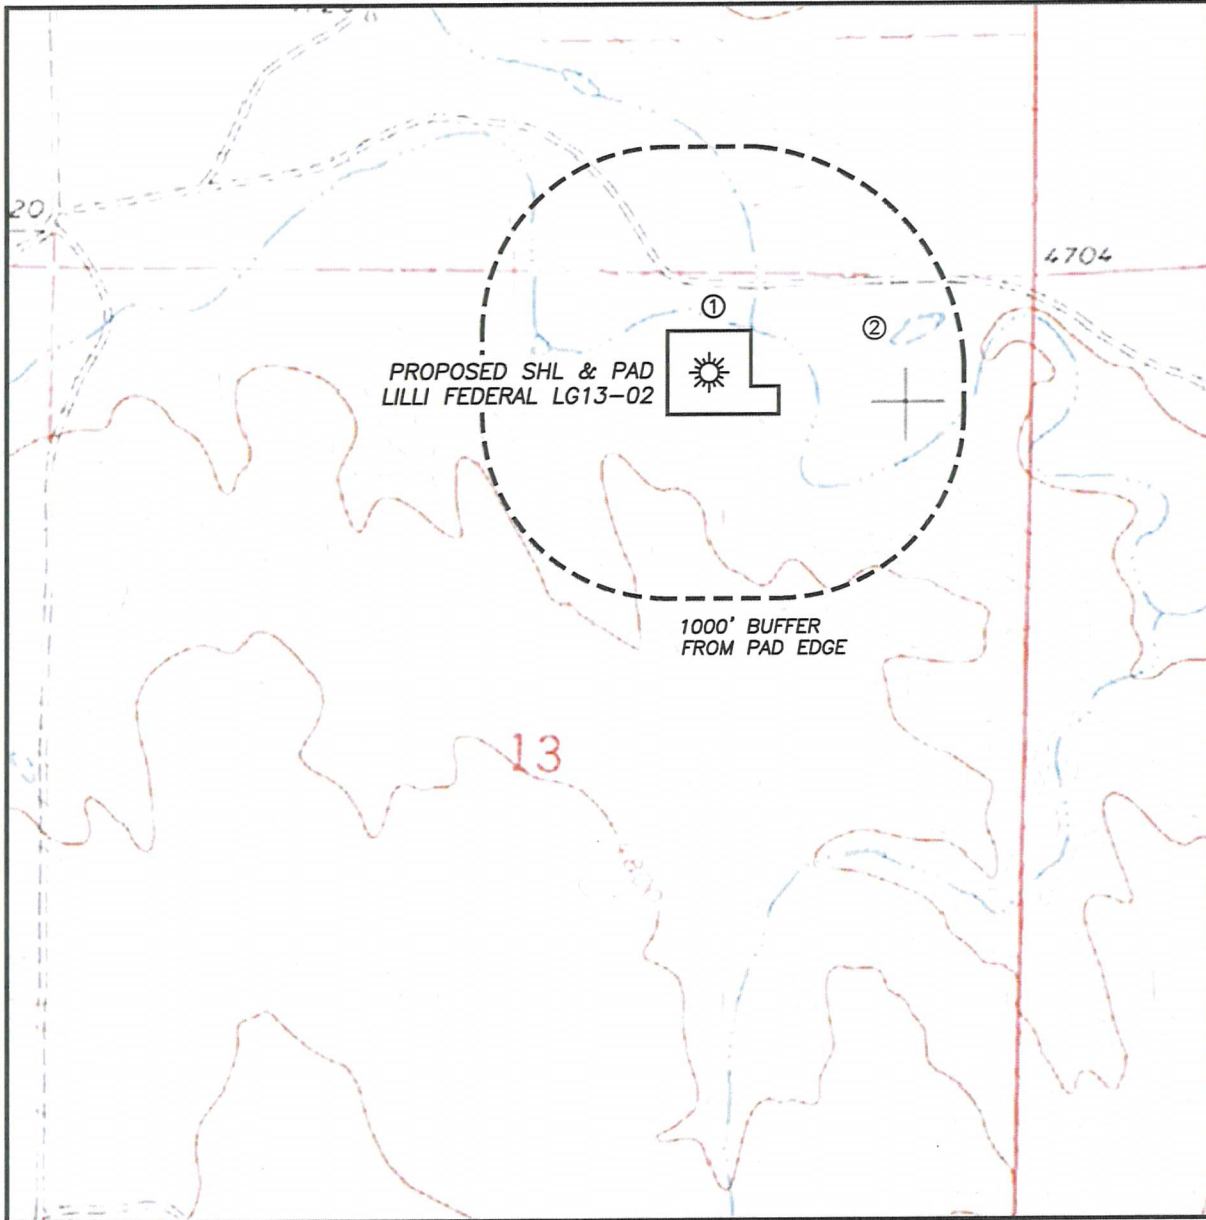 20
4704
①
②
PROPOSED SHL & PAD
LILLI FEDERAL LG13-02
1000' BUFFER
FROM PAD EDGE
13